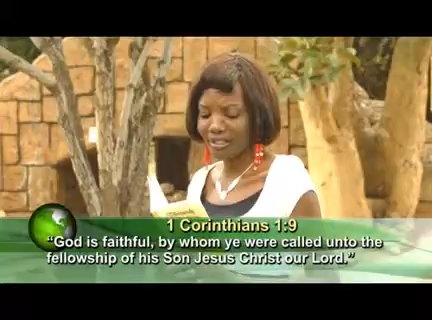 1 Corinthians 1:9
“God is faithful, by whom ye were called unto the
fellowship of his Son Jesus Christ our Lord.”